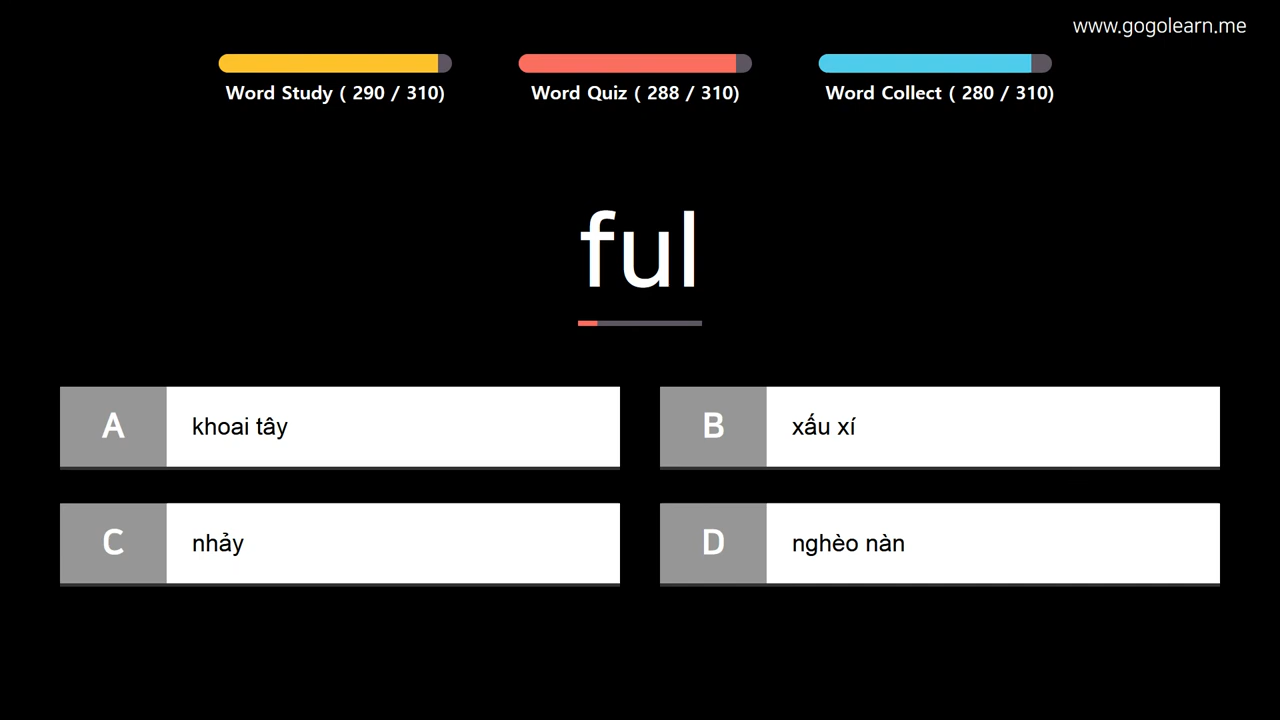 www.gogolearn.me
Word Study ( 290 / 310)
Word Quiz ( 288 / 310)
Word Collect ( 280 / 310)
ful
A khoai tây
B xấu xí
C nhảy
D nghèo nàn